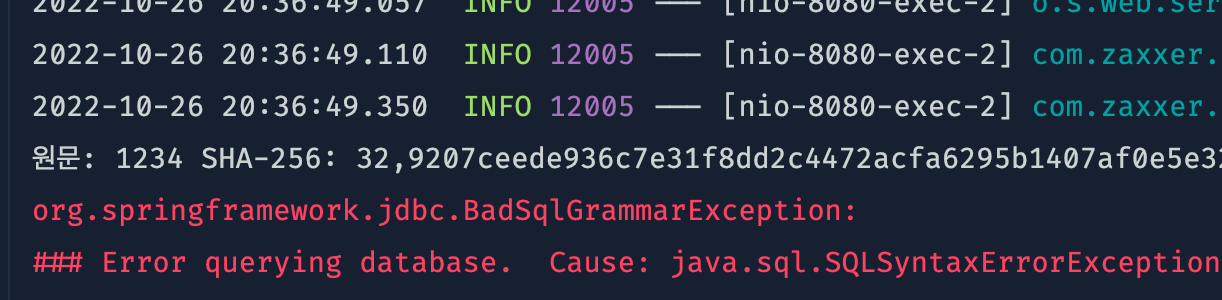 2022-10-26 20:36:49.057 INFO 12005 --- [nio-8080-exec-2] o.s.web.ser
2022-10-26 20:36:49.110 INFO 12005 --- [nio-8080-exec-2] com.zaxxer.
2022-10-26 20:36:49.350 INFO 12005 --- [nio-8080-exec-2] com.zaxxer.
원문: 1234 SHA-256: 32,9207ceede936c7e31f8dd2c4472acfa6295b1407af0e5e32
org.springframework.jdbc.BadSqlGrammarException:
### Error querying database.  Cause: java.sql.SQLSyntaxErrorException